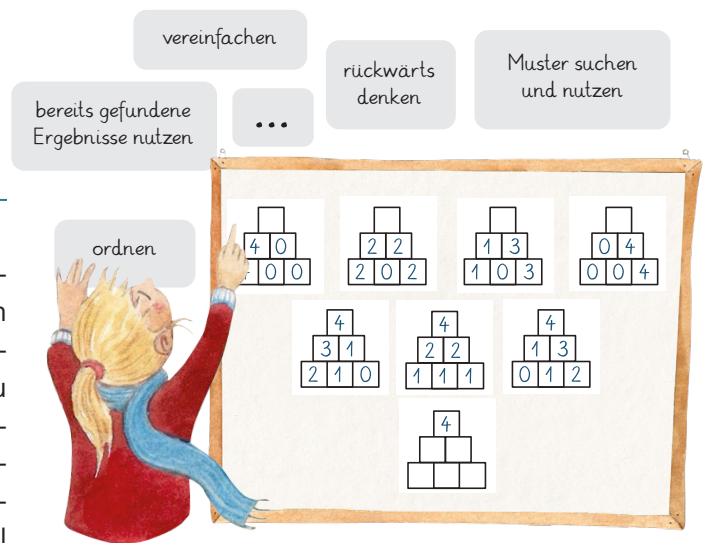 vereinfachen
rückwärts
denken
Muster suchen
und nutzen
bereits gefundene
Ergebnisse nutzen
...
ordnen
4 0
0 0
2 2
2 0 2
1 3
1 0 3
0 4
0 0 4
4
3 1
2 1 0
4
2 2
1 1 1
4
1 3
0 1 2
4